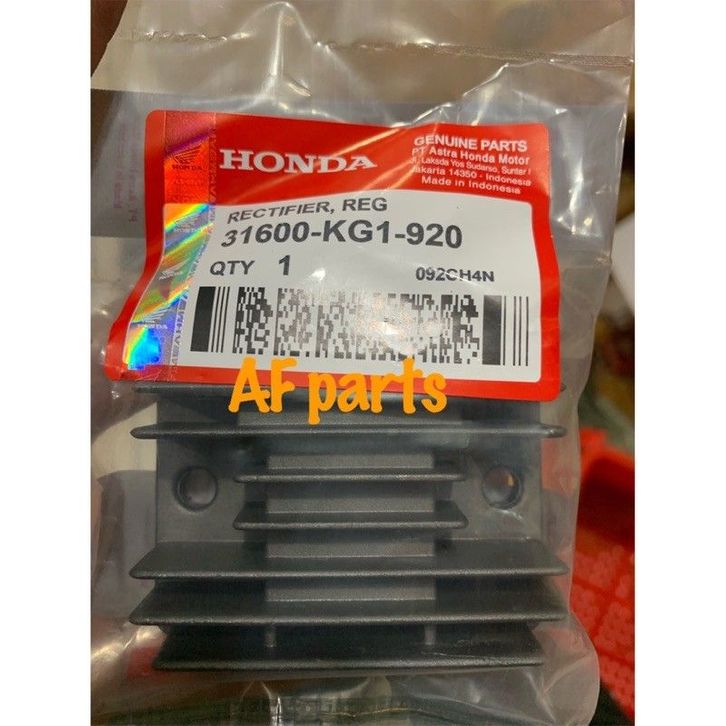 HONDA
GENUINE PARTS
PT Astra Honda Motor
Jl. Laksda Yos Sudarso, Sunter I
Jakarta 14350 - Indonesia
Made in Indonesia
RECTIFIER, REG
31600-KG1-920
QTY 1
HONDA
AF parts